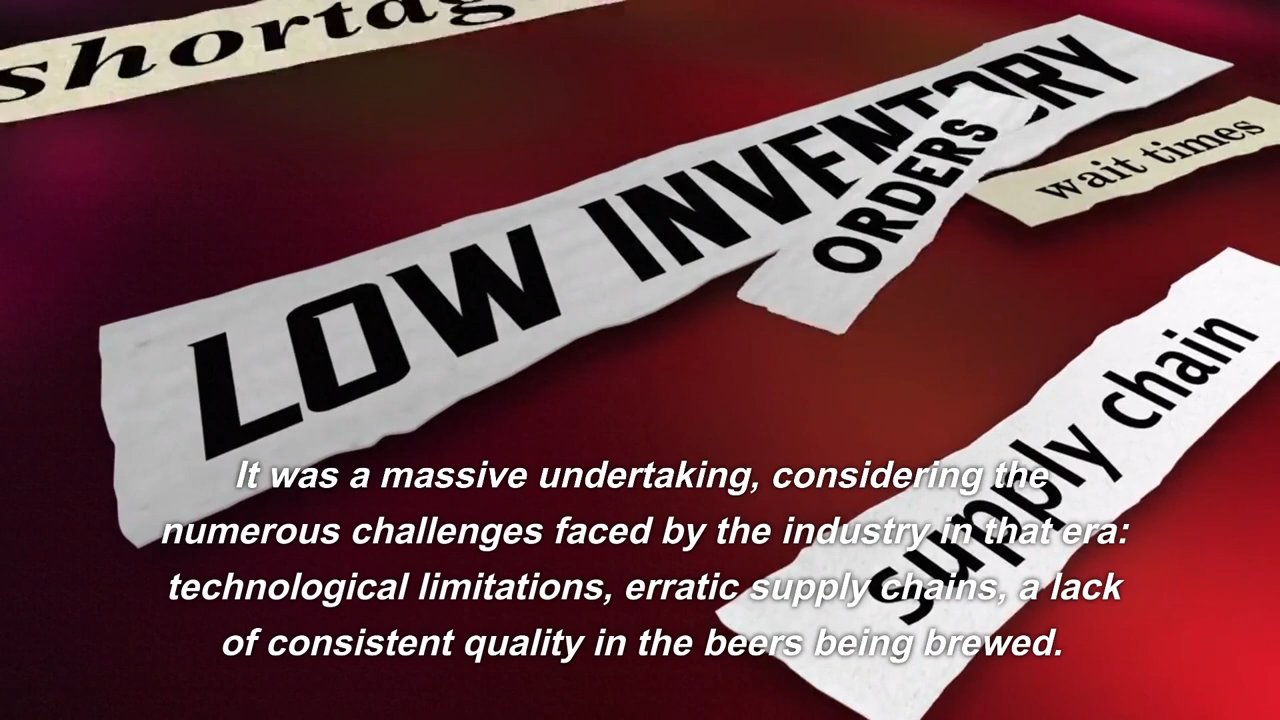 shortag
LOW INVENTORY
ORDERS
wait times
supply chain
It was a massive undertaking, considering the
numerous challenges faced by the industry in that era:
technological limitations, erratic supply chains, a lack
of consistent quality in the beers being brewed.